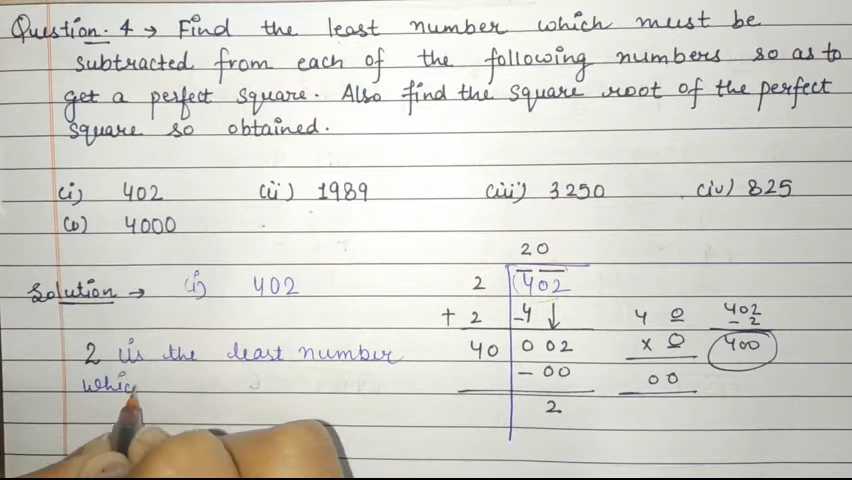 Question. 4 → Find the least number which must be
subtracted from each of the following numbers so as to
get a perfect square. Also find the square root of the perfect
square so obtained.
(i) 402 (ii) 1989 (iii) 3250 (iv) 825
(v) 4000
20
Solution → (i) 402 2 402
+ 2 -4 ↓ 4 0 402
- 2
2 is the least number 40 0 02 x 0 400
whic - 00 00
2